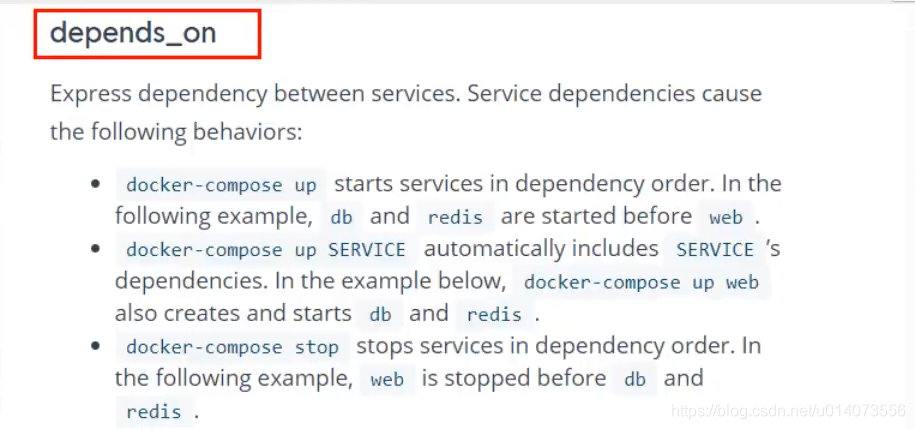 depends_on
Express dependency between services. Service dependencies cause
the following behaviors:
• docker-compose up starts services in dependency order. In the
following example, db and redis are started before web .
• docker-compose up SERVICE automatically includes SERVICE 's
dependencies. In the example below, docker-compose up web
also creates and starts db and redis .
• docker-compose stop stops services in dependency order. In
the following example, web is stopped before db and
redis .
https://blog.csdn.net/u014073556